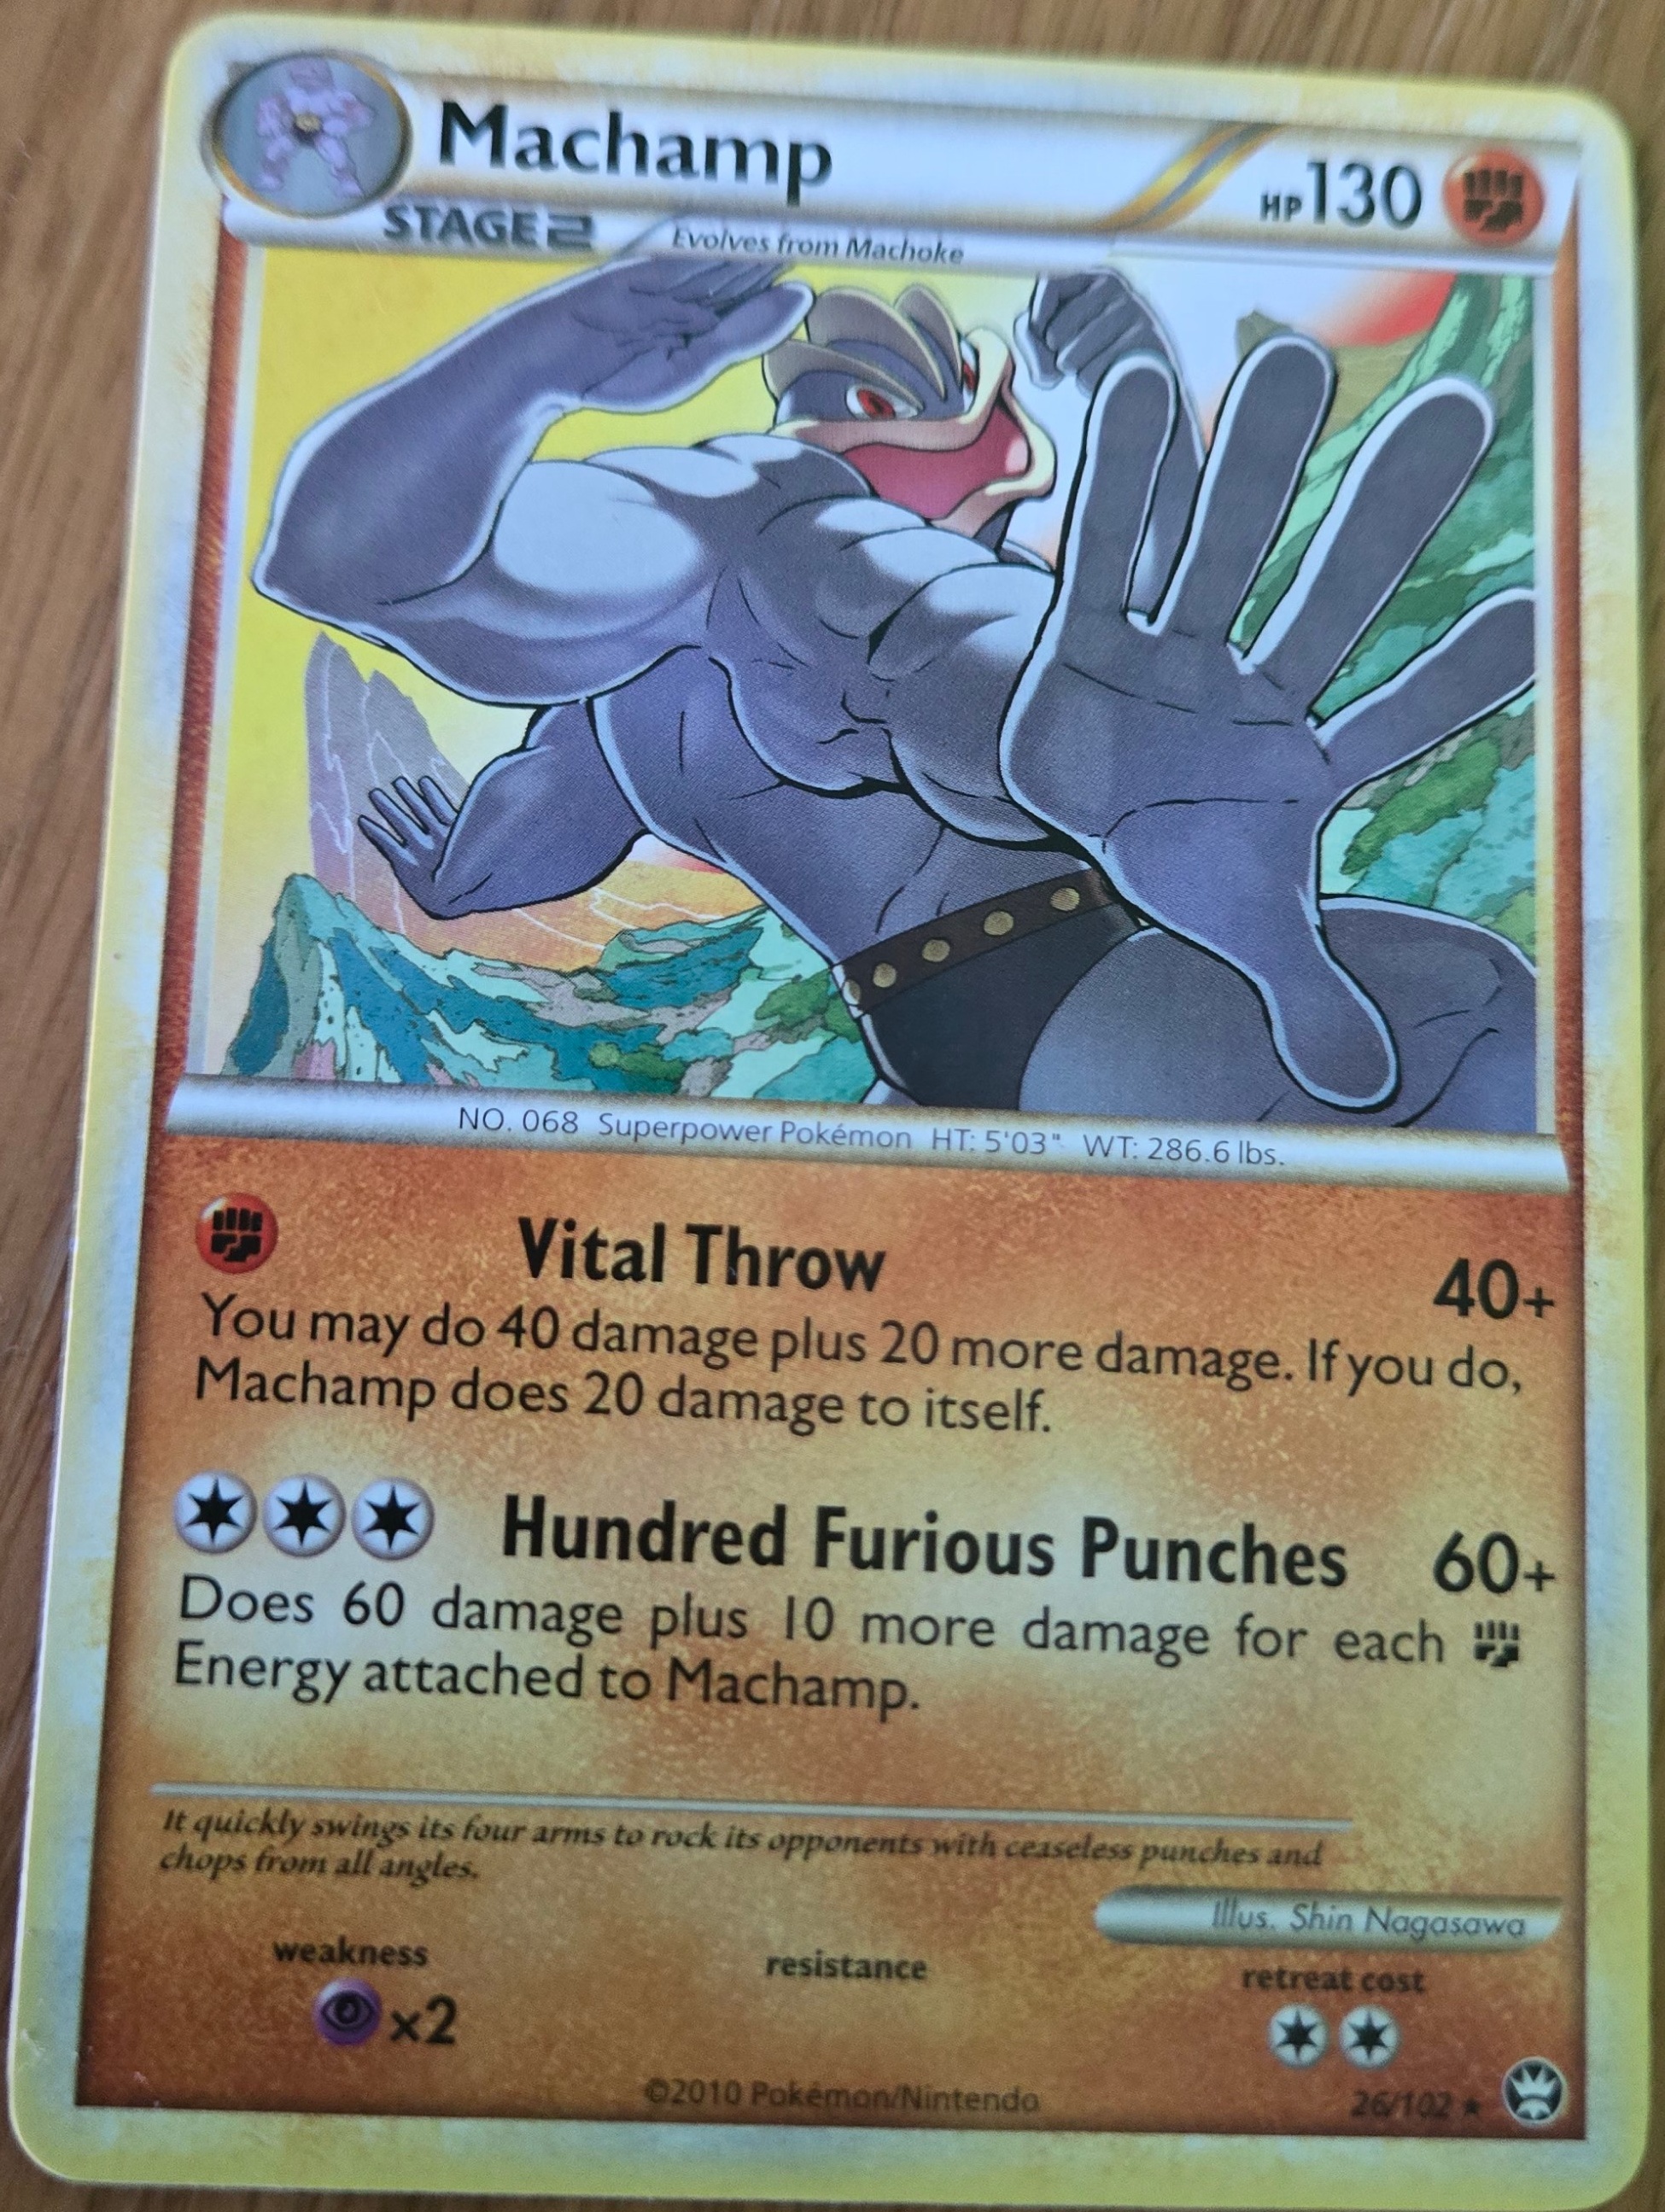 Machamp
HP 130
STAGE 2
Evolves from Machoke
NO. 068 Superpower Pokémon HT: 5'03" WT: 286.6 lbs.
Vital Throw 40+
You may do 40 damage plus 20 more damage. If you do,
Machamp does 20 damage to itself.
Hundred Furious Punches 60+
Does 60 damage plus 10 more damage for each
Energy attached to Machamp.
It quickly swings its four arms to rock its opponents with ceaseless punches and
chops from all angles.
Illus. Shin Nagasawa
weakness resistance retreat cost
x2
©2010 Pokémon/Nintendo
26/102 ★